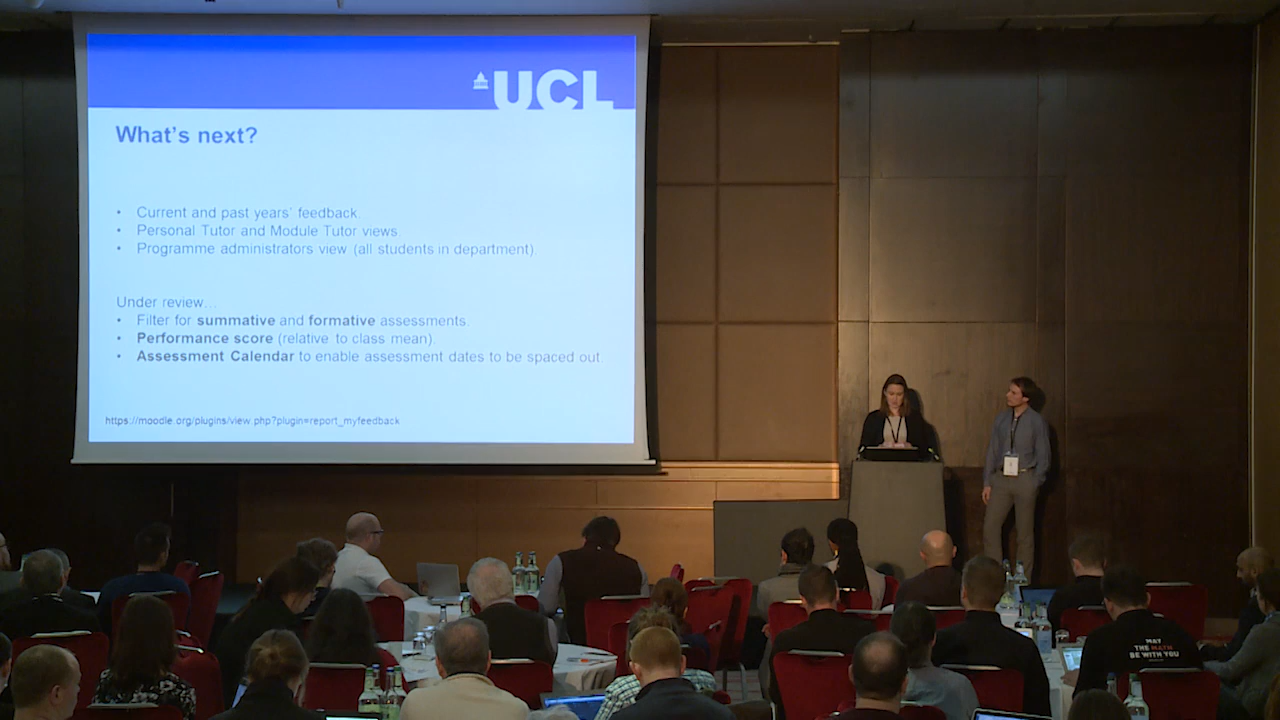 UCL
What's next?
• Current and past years' feedback.
• Personal Tutor and Module Tutor views.
• Programme administrators view (all students in department)
Under review…
• Filter for summative and formative assessments.
• Performance score (relative to class mean).
• Assessment Calendar to enable assessment dates to be spaced out.
https://moodle.org/plugins/view.php?plugin=report_myfeedback
MAY
THE MATH
BE WITH YOU